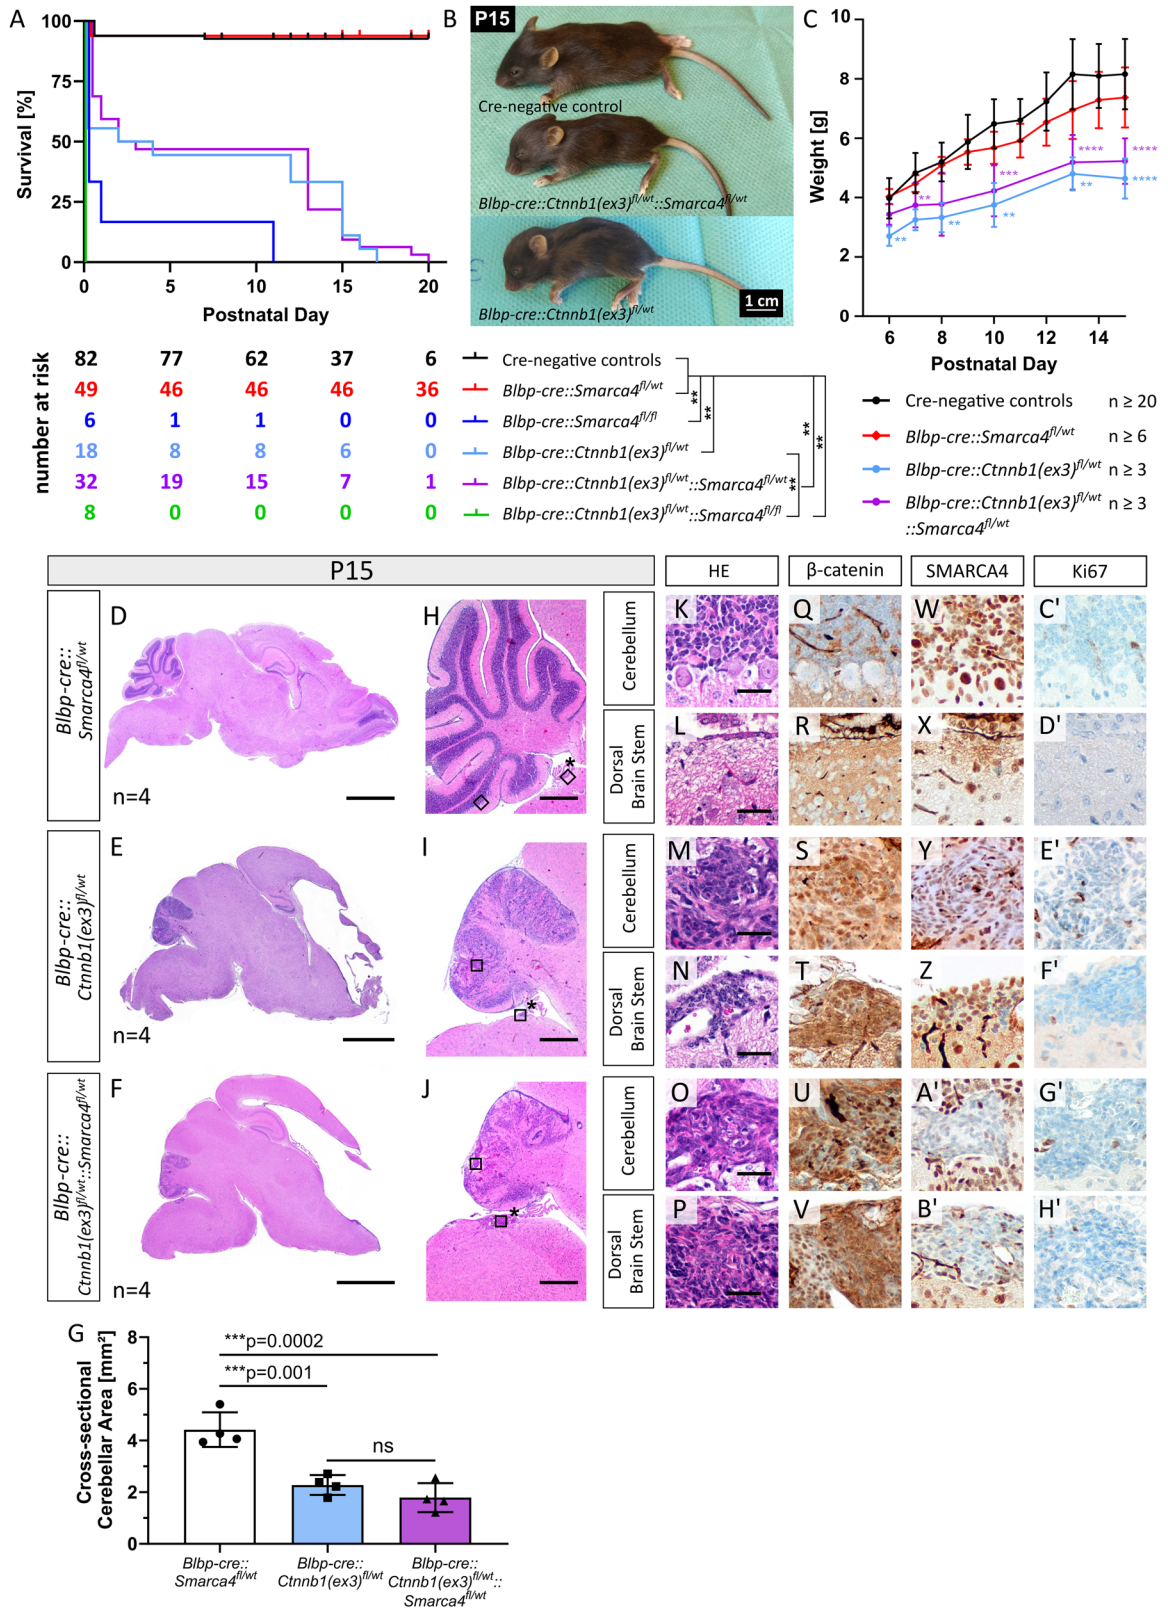 A
100
75
50
25
0
Survival [%]
0
5
10
15
20
Postnatal Day
B
P15
Cre-negative control
Blbp-cre::Ctnnb1(ex3)fl/wt::Smarca4fl/wt
Blbp-cre::Ctnnb1(ex3)fl/wt
1 cm
C
10
8
6
4
2
0
Weight [g]
**
**
**
***
**
****
**
****
****
6
8
10
12
14
Postnatal Day
number at risk
82 77 62 37 6
49 46 46 46 36
6 1 1 0 0
18 8 8 6 0
32 19 15 7 1
8 0 0 0 0
Cre-negative controls
Blbp-cre::Smarca4fl/wt
Blbp-cre::Smarca4fl/fl
Blbp-cre::Ctnnb1(ex3)fl/wt
Blbp-cre::Ctnnb1(ex3)fl/wt::Smarca4fl/wt
Blbp-cre::Ctnnb1(ex3)fl/wt::Smarca4fl/fl
**
**
**
**
**
Cre-negative controls n ≥ 20
Blbp-cre::Smarca4fl/wt n ≥ 6
Blbp-cre::Ctnnb1(ex3)fl/wt n ≥ 3
Blbp-cre::Ctnnb1(ex3)fl/wt n ≥ 3
::Smarca4fl/wt
P15
HE
β-catenin
SMARCA4
Ki67
Blbp-cre::
Smarca4fl/wt
D
n=4
H
*
Cerebellum
K
Q
W
C'
Dorsal
Brain Stem
L
R
X
D'
Blbp-cre::
Ctnnb1(ex3)fl/wt
E
n=4
I
*
Cerebellum
M
S
Y
E'
Dorsal
Brain Stem
N
T
Z
F'
Blbp-cre::
Ctnnb1(ex3)fl/wt::Smarca4fl/wt
F
n=4
J
*
Cerebellum
O
U
A'
G'
Dorsal
Brain Stem
P
V
B'
H'
G
8
6
4
2
0
Cross-sectional
Cerebellar Area [mm²]
***p=0.0002
***p=0.001
ns
Blbp-cre::
Smarca4fl/wt
Blbp-cre::
Ctnnb1(ex3)fl/wt
Blbp-cre::
Ctnnb1(ex3)fl/wt::
Smarca4fl/wt